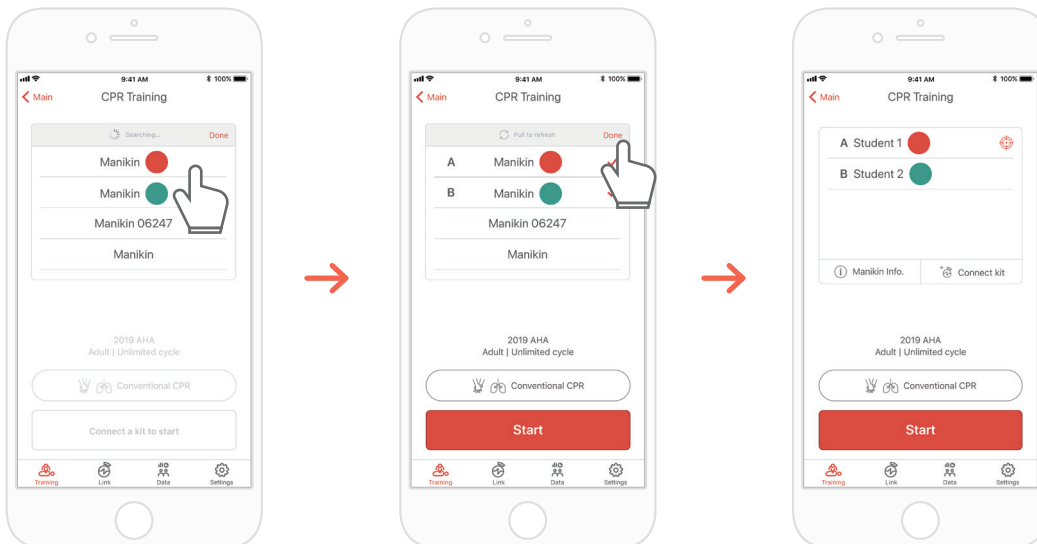 9:41 AM
100%
Main
CPR Training
Searching...
Done
Manikin
Manikin
Manikin 06247
Manikin
2019 AHA
Adult | Unlimited cycle
Conventional CPR
Connect a kit to start
Training
Link
Data
Settings
9:41 AM
100%
Main
CPR Training
Pull to refresh
Done
A Manikin
B Manikin
Manikin 06247
Manikin
2019 AHA
Adult | Unlimited cycle
Conventional CPR
Start
Training
Link
Data
Settings
9:41 AM
100%
Main
CPR Training
A Student 1
B Student 2
Manikin Info.
Connect kit
2019 AHA
Adult | Unlimited cycle
Conventional CPR
Start
Training
Link
Data
Settings